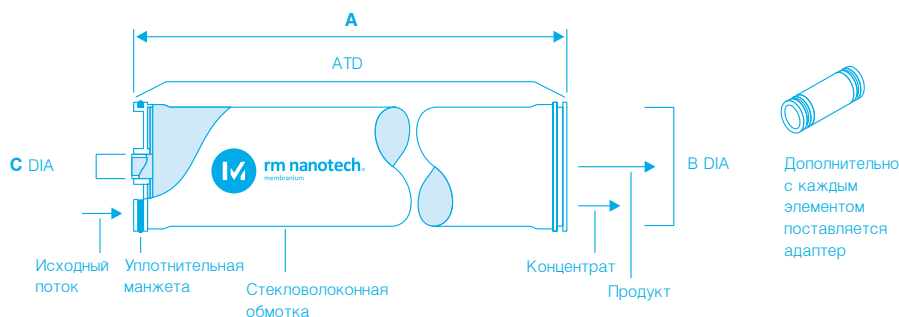 A
ATD
C DIA
rm nanotech®
membranium
B DIA
Дополнительно
с каждым
элементом
поставляется
адаптер
Исходный
поток
Уплотнительная
манжета
Стекловолоконная
обмотка
Концентрат
Продукт